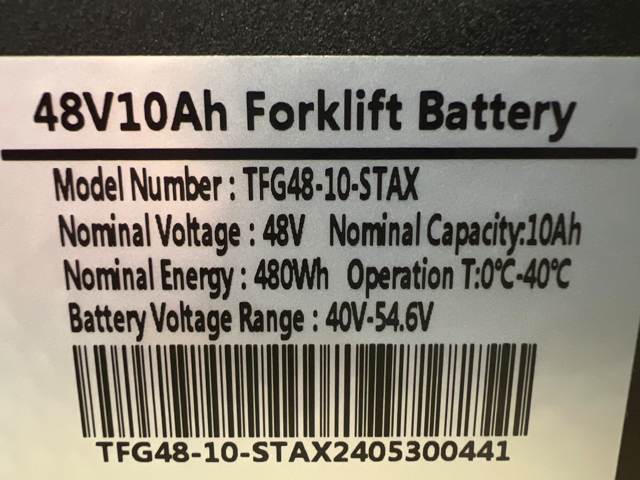 48V10Ah Forklift Battery
Model Number : TFG48-10-STAX
Nominal Voltage : 48V Nominal Capacity:10Ah
Nominal Energy : 480Wh Operation T:0℃-40℃
Battery Voltage Range : 40V-54.6V
TFG48-10-STAX2405300441